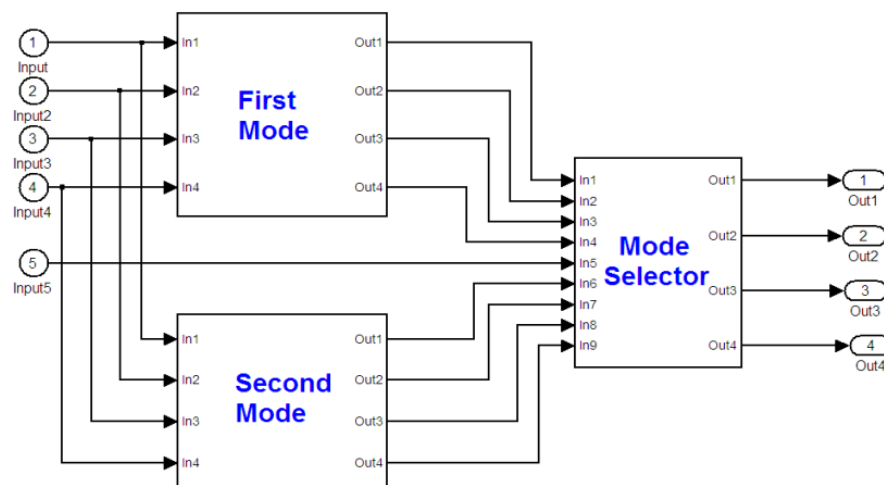 1
Input
2
Input2
3
Input3
4
Input4
5
Input5
In1
In2
In3
In4
First
Mode
Out1
Out2
Out3
Out4
In1
In2
In3
In4
Second
Mode
Out1
Out2
Out3
Out4
In1
In2
In3
In4
In5
In6
In7
In8
In9
Mode
Selector
Out1
Out2
Out3
Out4
1
Out1
2
Out2
3
Out3
4
Out4